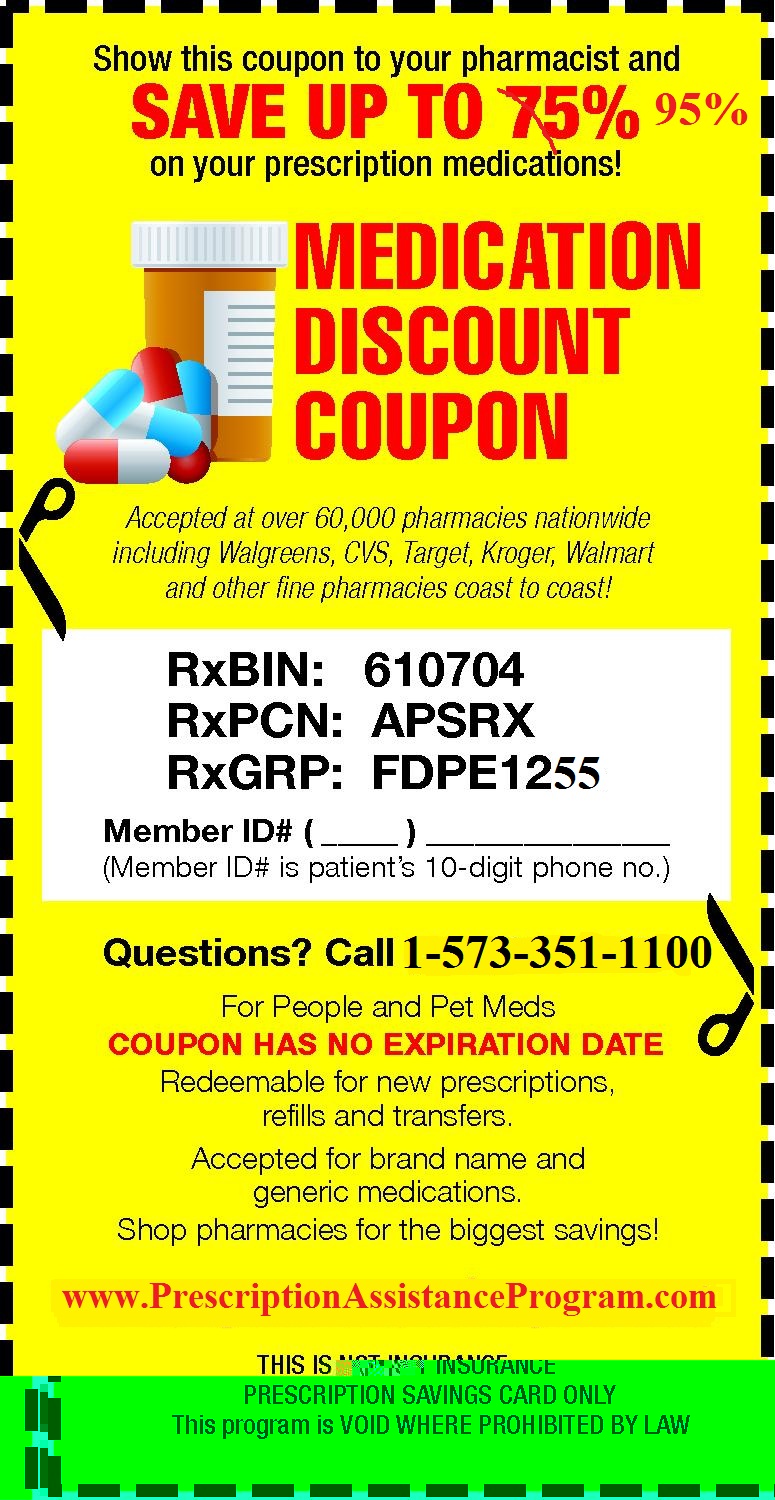 Show this coupon to your pharmacist and
SAVE UP TO 75% 95%
on your prescription medications!
MEDICATION
DISCOUNT
COUPON
Accepted at over 60,000 pharmacies nationwide
including Walgreens, CVS, Target, Kroger, Walmart
and other fine pharmacies coast to coast!
RxBIN: 610704
RxPCN: APSRX
RxGRP: FDPE1255
Member ID# ( _____ ) ________________
(Member ID# is patient's 10-digit phone no.)
Questions? Call 1-573-351-1100
For People and Pet Meds
COUPON HAS NO EXPIRATION DATE
Redeemable for new prescriptions,
refills and transfers.
Accepted for brand name and
generic medications.
Shop pharmacies for the biggest savings!
www.PrescriptionAssistanceProgram.com
THIS IS NOT INSURANCE
PRESCRIPTION SAVINGS CARD ONLY
This program is VOID WHERE PROHIBITED BY LAW